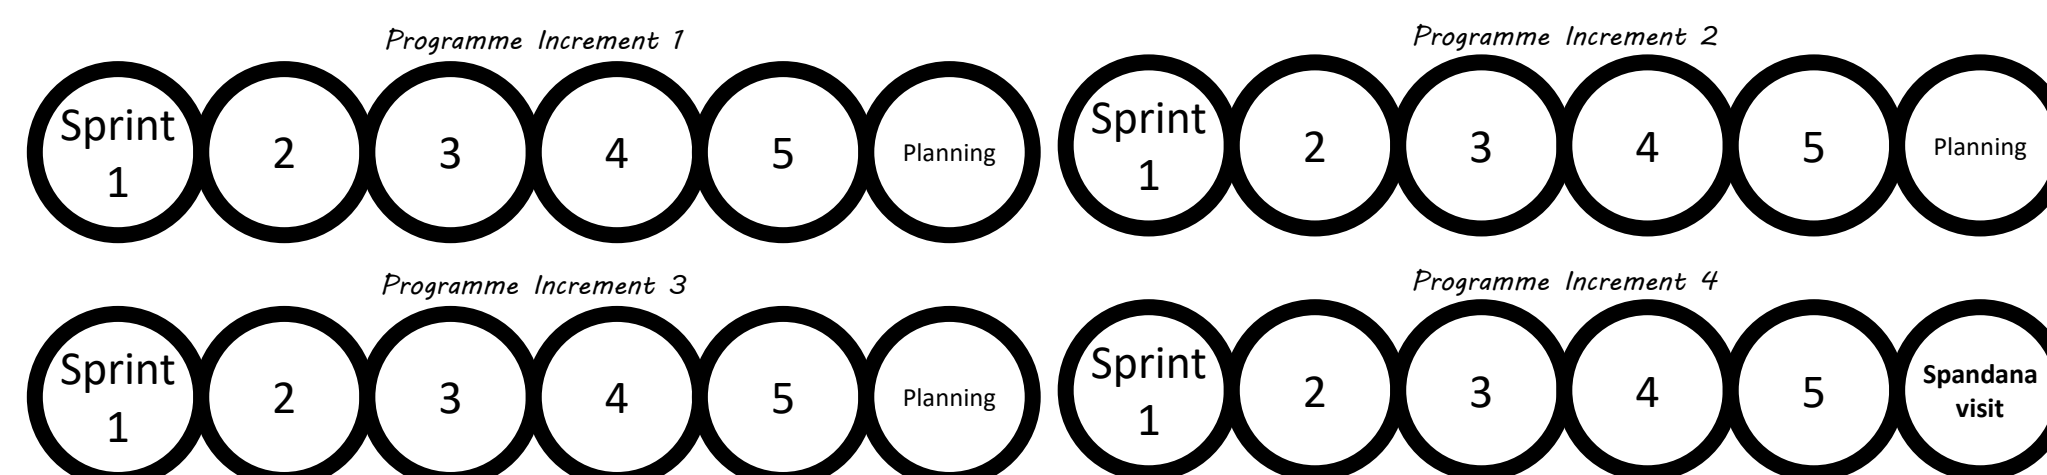 Programme Increment 1
Sprint
1
2
3
4
5
Planning
Programme Increment 2
Sprint
1
2
3
4
5
Planning
Programme Increment 3
Sprint
1
2
3
4
5
Planning
Programme Increment 4
Sprint
1
2
3
4
5
Spandana
visit